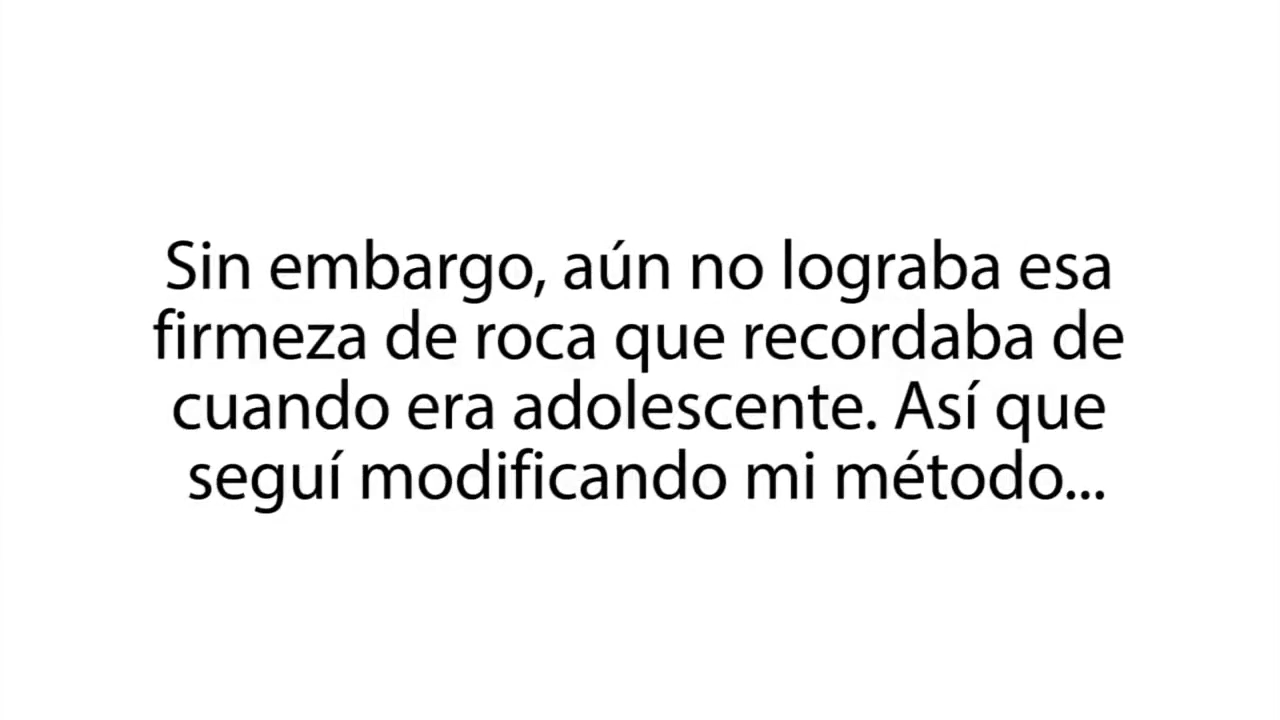 Sin embargo, aún no lograba esa
firmeza de roca que recordaba de
cuando era adolescente. Así que
seguí modificando mi método...